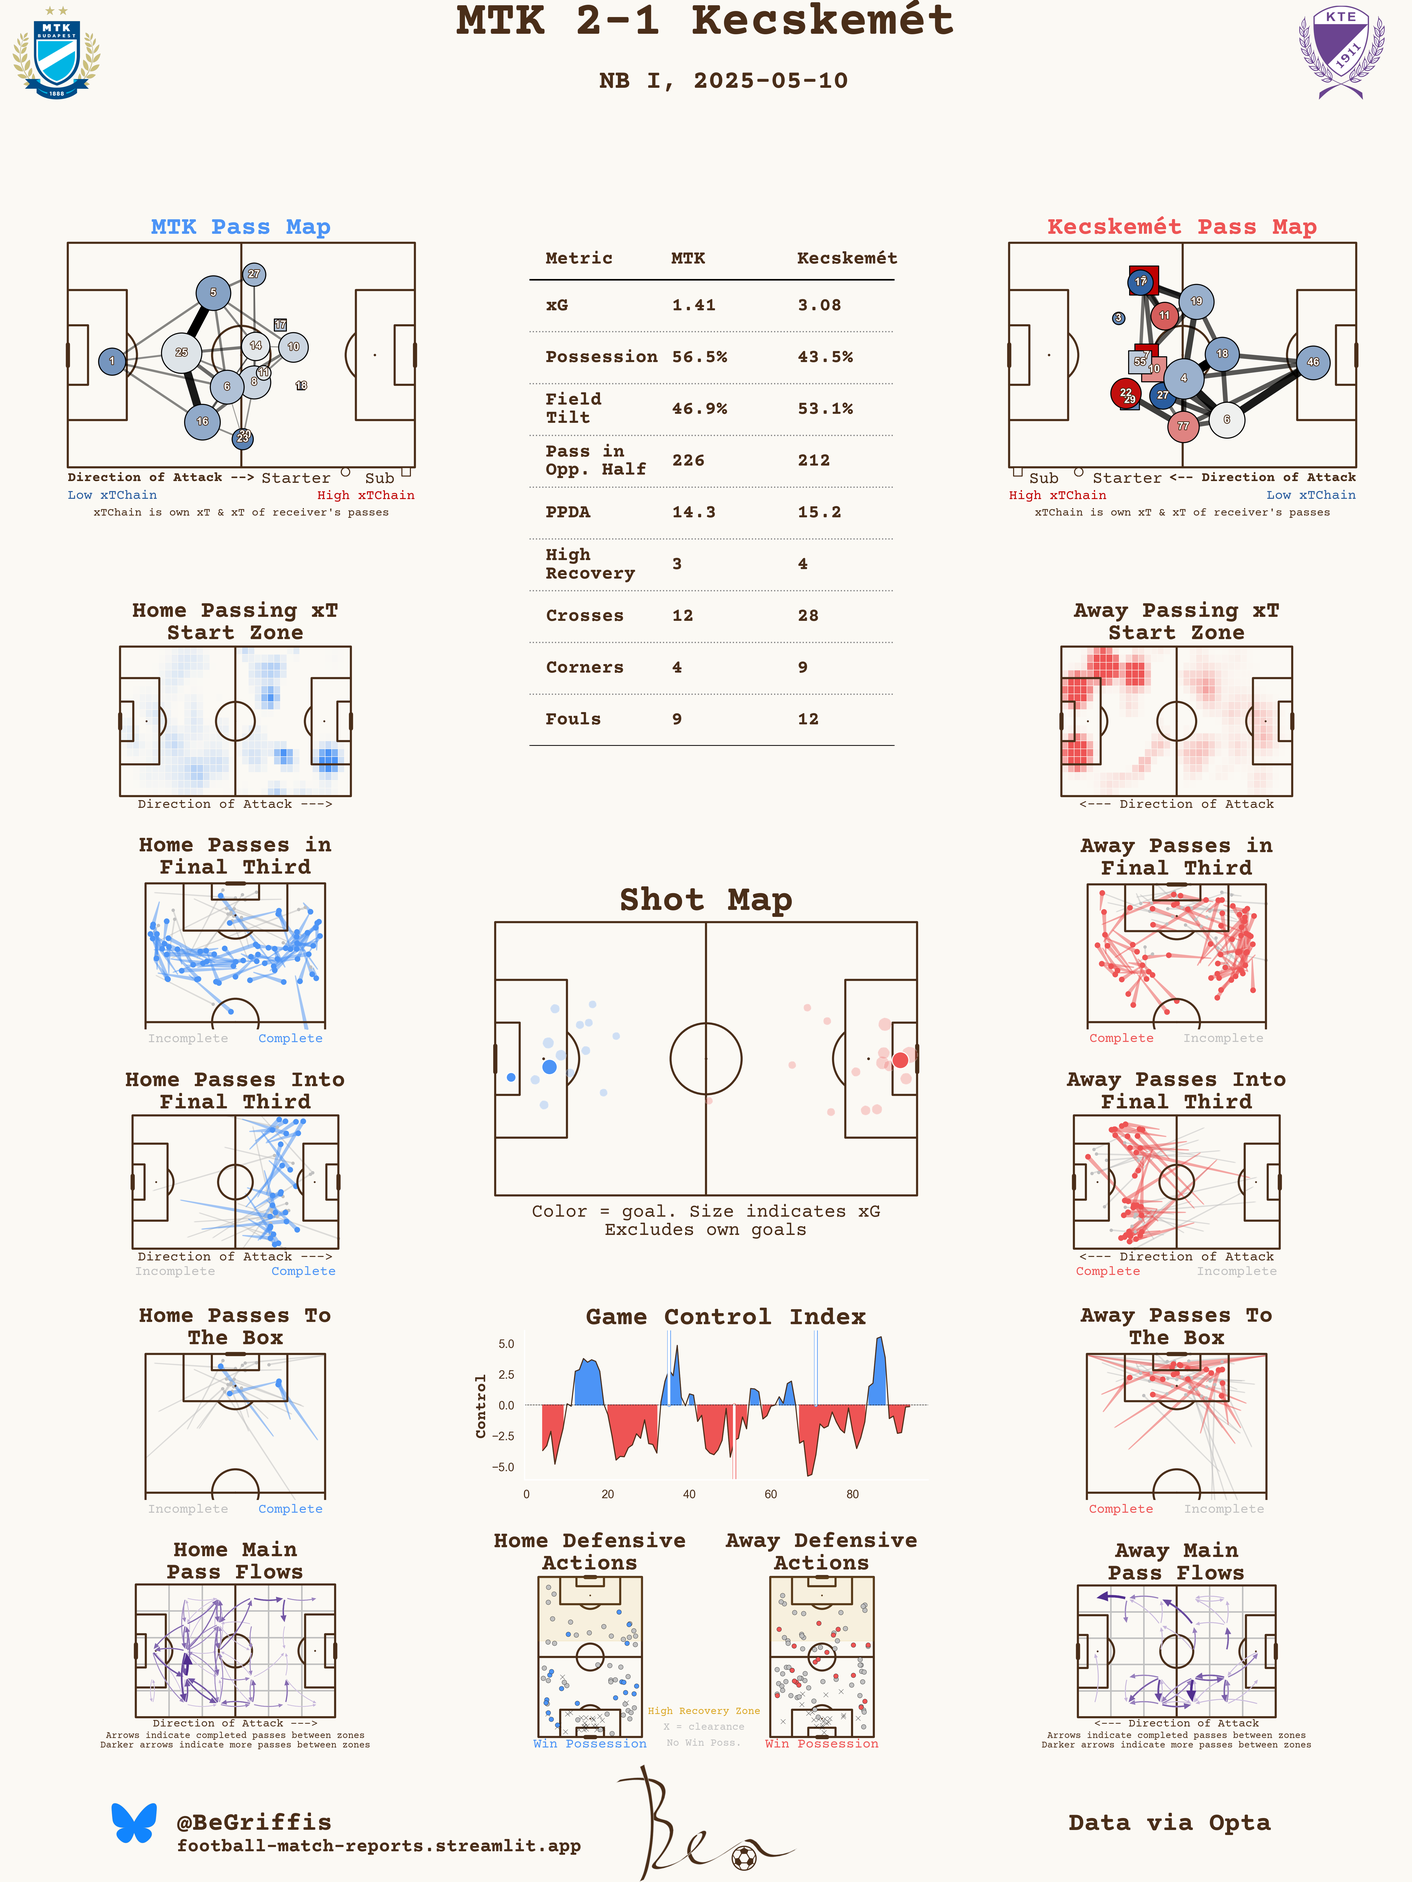 MTK 2-1 Kecskemét
NB I, 2025-05-10
MTK
BUDAPEST
1888
KTE
1911
MTK Pass Map
27
5
17
1
25
14
10
11
6
8
18
16
23
Direction of Attack --> Starter Sub
Low xTChain High xTChain
xTChain is own xT & xT of receiver's passes
Metric MTK Kecskemét
xG 1.41 3.08
Possession 56.5% 43.5%
Field
Tilt 46.9% 53.1%
Pass in
Opp. Half 226 212
PPDA 14.3 15.2
High
Recovery 3 4
Crosses 12 28
Corners 4 9
Fouls 9 12
Kecskemét Pass Map
17
19
3
11
7
55
18
46
10
4
22
29
27
6
77
Sub Starter <-- Direction of Attack
High xTChain Low xTChain
xTChain is own xT & xT of receiver's passes
Home Passing xT
Start Zone
Direction of Attack --->
Away Passing xT
Start Zone
<--- Direction of Attack
Home Passes in
Final Third
Incomplete Complete
Shot Map
Color = goal. Size indicates xG
Excludes own goals
Away Passes in
Final Third
Complete Incomplete
Home Passes Into
Final Third
Direction of Attack --->
Incomplete Complete
Away Passes Into
Final Third
<--- Direction of Attack
Complete Incomplete
Home Passes To
The Box
Incomplete Complete
Game Control Index
Control
5.0
2.5
0.0
−2.5
−5.0
0 20 40 60 80
Away Passes To
The Box
Complete Incomplete
Home Main
Pass Flows
Direction of Attack --->
Arrows indicate completed passes between zones
Darker arrows indicate more passes between zones
Home Defensive
Actions
Win Possession
High Recovery Zone
X = clearance
No Win Poss.
Away Defensive
Actions
Win Possession
Away Main
Pass Flows
<--- Direction of Attack
Arrows indicate completed passes between zones
Darker arrows indicate more passes between zones
@BeGriffis
football-match-reports.streamlit.app
Ben
Data via Opta